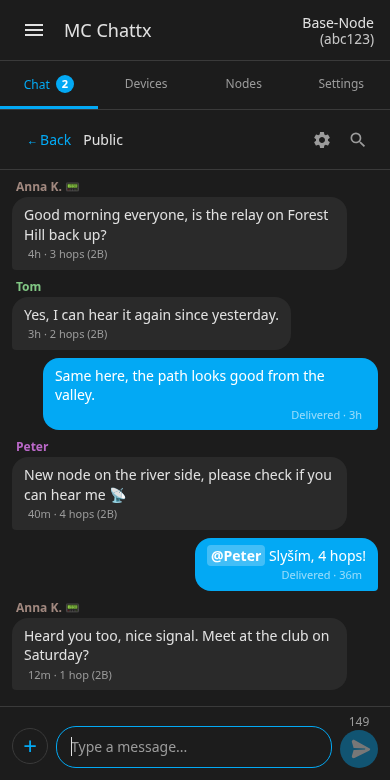 MC Chattx
Base-Node
(abc123)
Chat 2
Devices
Nodes
Settings
←Back Public
Anna K. 📟
Good morning everyone, is the relay on Forest
Hill back up?
4h · 3 hops (2B)
Tom
Yes, I can hear it again since yesterday.
3h · 2 hops (2B)
Same here, the path looks good from the
valley.
Delivered · 3h
Peter
New node on the river side, please check if you
can hear me 📡
40m · 4 hops (2B)
@Peter Slyším, 4 hops!
Delivered · 36m
Anna K. 📟
Heard you too, nice signal. Meet at the club on
Saturday?
12m · 1 hop (2B)
149
Type a message...